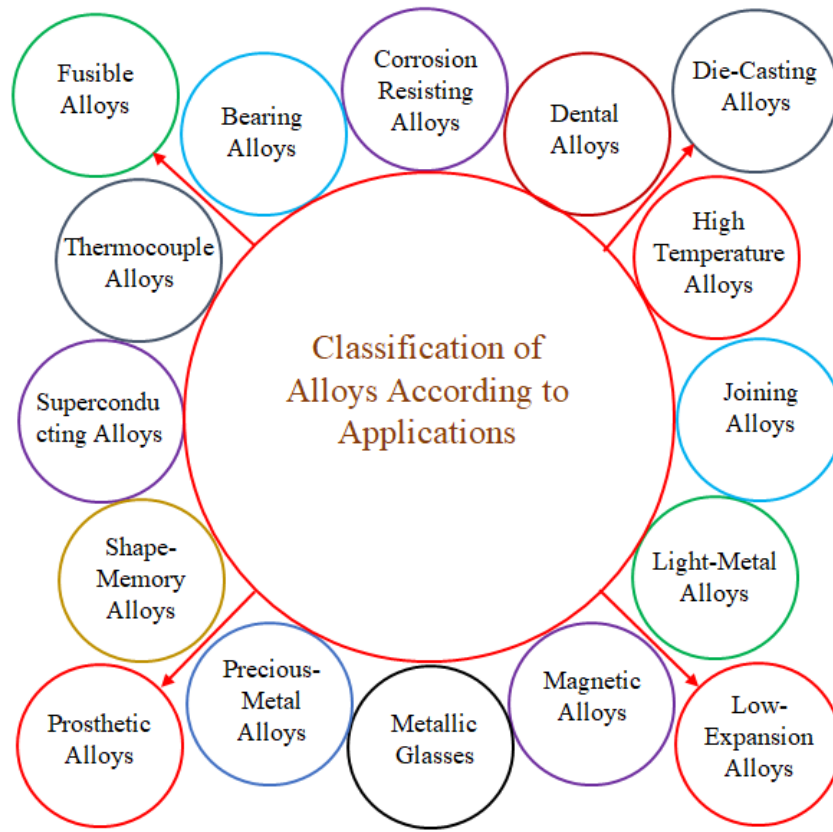 Fusible
Alloys
Bearing
Alloys
Corrosion
Resisting
Alloys
Dental
Alloys
Die-Casting
Alloys
Thermocouple
Alloys
High
Temperature
Alloys
Classification of
Alloys According to
Applications
Supercondu
cting Alloys
Joining
Alloys
Shape-
Memory
Alloys
Light-Metal
Alloys
Prosthetic
Alloys
Precious-
Metal
Alloys
Metallic
Glasses
Magnetic
Alloys
Low-
Expansion
Alloys